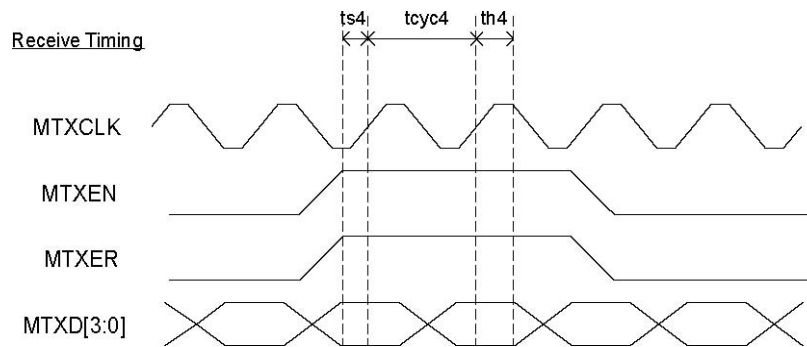 ts4 tcyc4 th4
Receive Timing
MTXCLK
MTXEN
MTXER
MTXD[3:0]